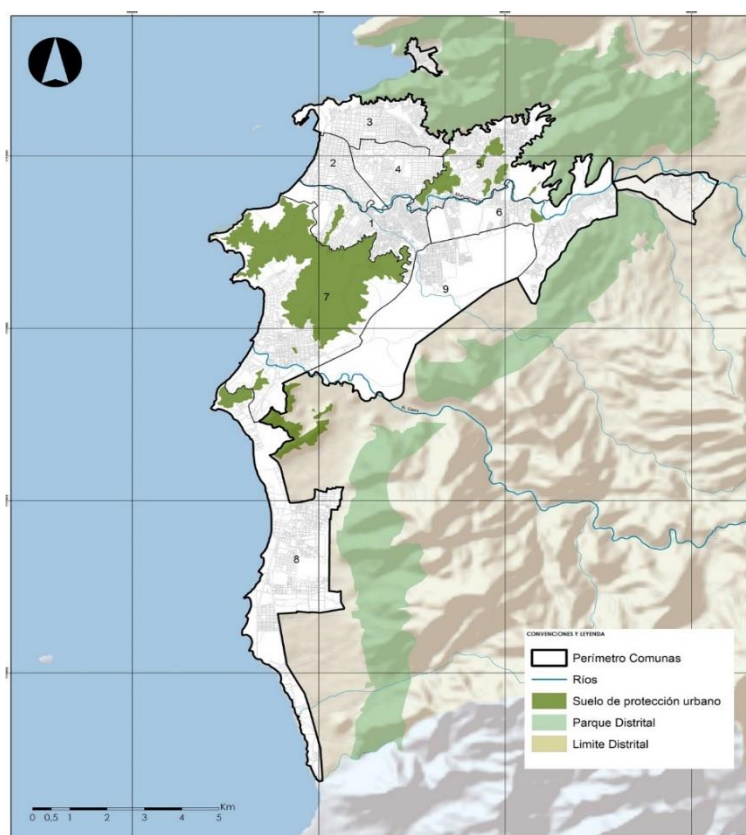 3
2
4
5
1
6
7
9
8
CONVENCIONES Y LEYENDA
Perímetro Comunas
Ríos
Suelo de protección urbano
Parque Distrital
Limite Distrital
Km
0 0,5 1 2 3 4 5